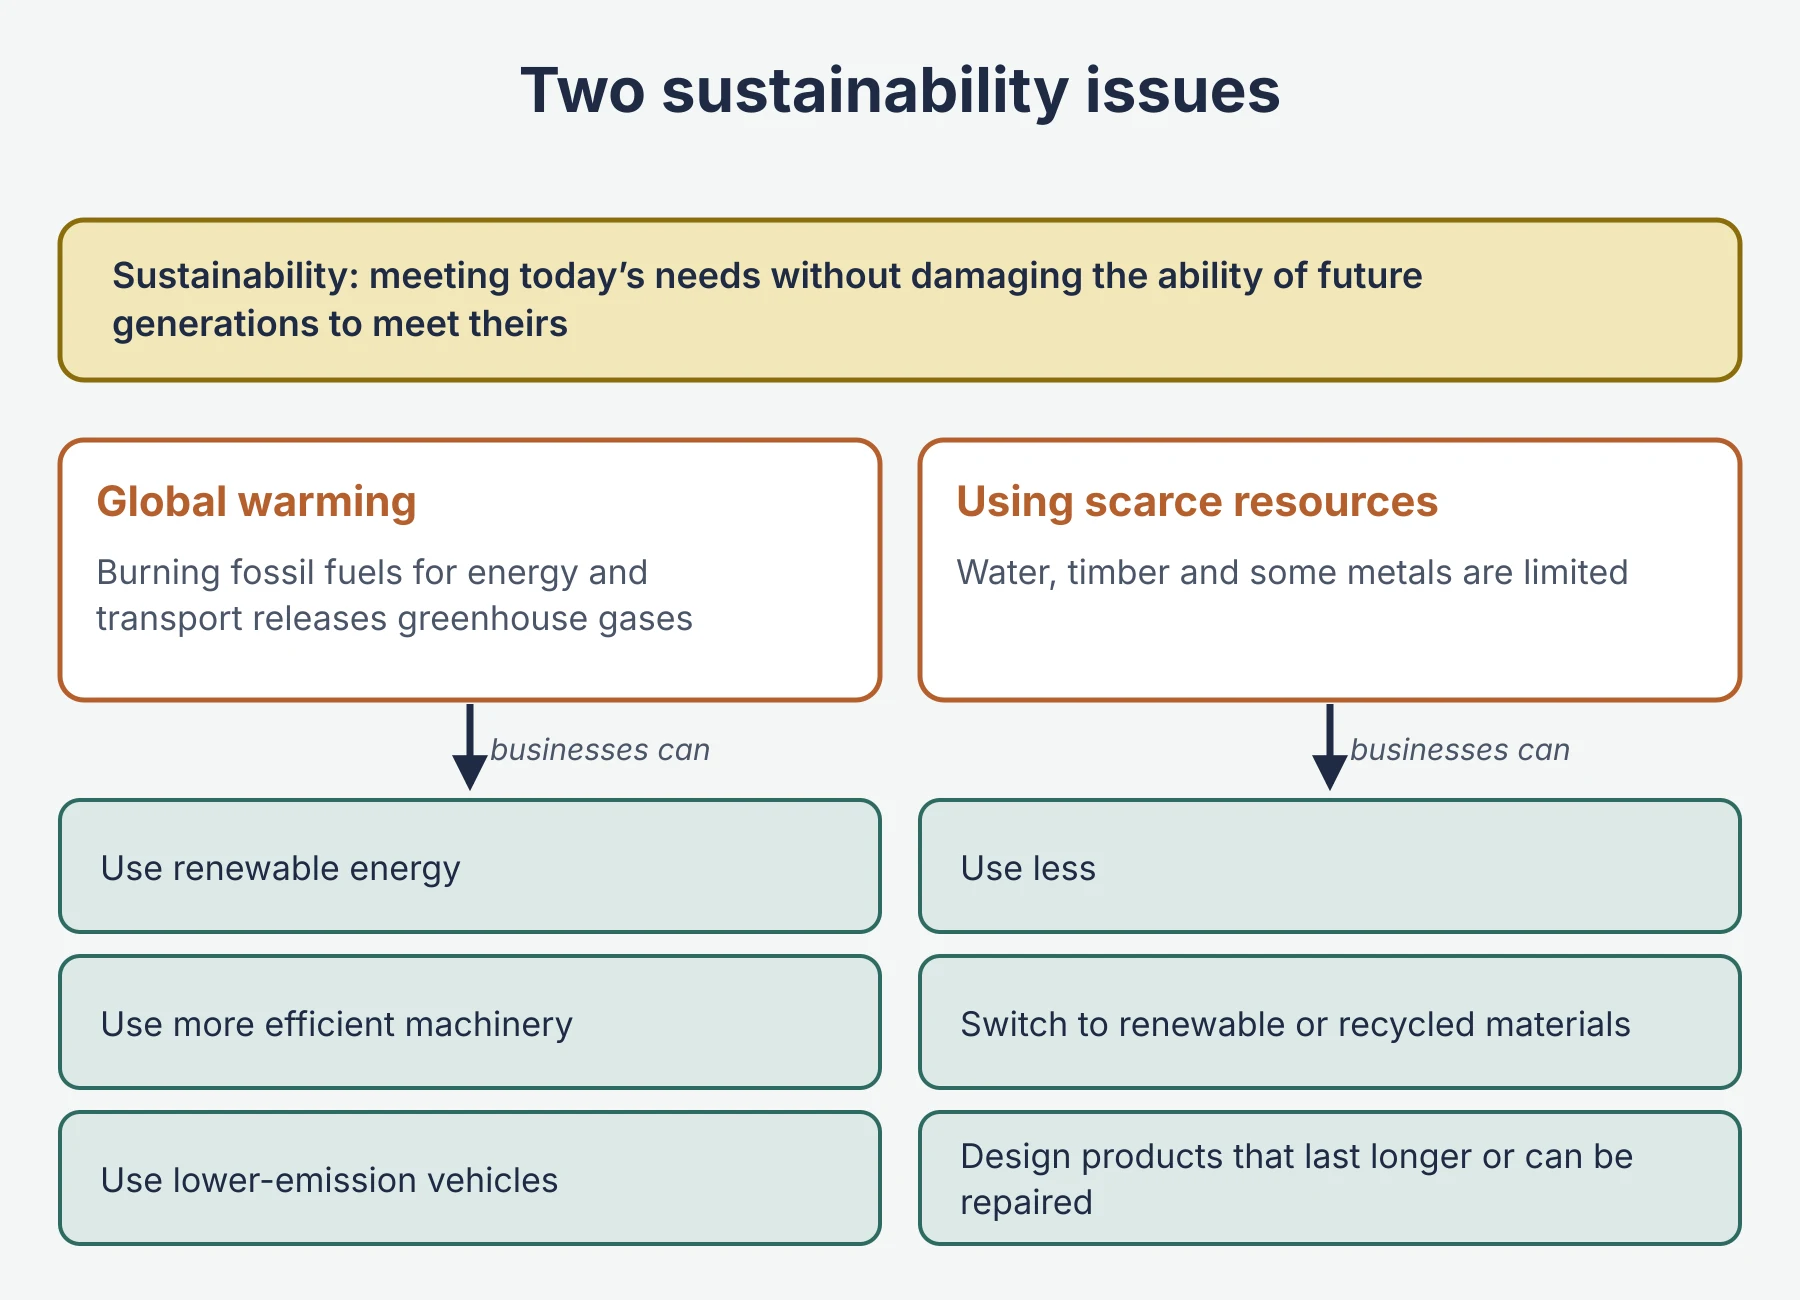 Two sustainability issues
Sustainability: meeting today’s needs without damaging the ability of future
generations to meet theirs
Global warming
Burning fossil fuels for energy and
transport releases greenhouse gases
businesses can
Use renewable energy
Use more efficient machinery
Use lower-emission vehicles
Using scarce resources
Water, timber and some metals are limited
businesses can
Use less
Switch to renewable or recycled materials
Design products that last longer or can be
repaired